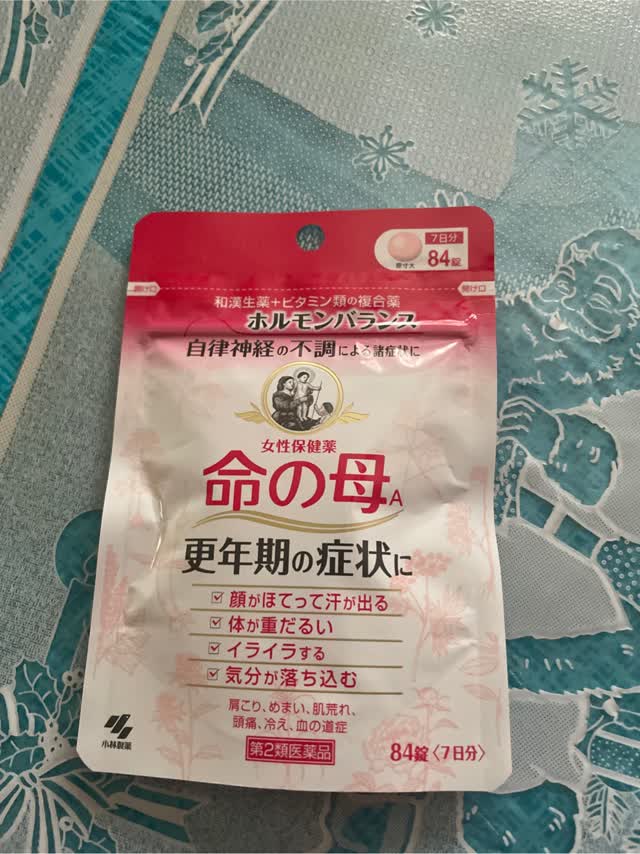 7日分
84錠
原寸大
開け口
開け口
和漢生薬+ビタミン類の複合薬
ホルモンバランス
自律神経の不調による諸症状に
女性保健薬
命の母A
更年期の症状に
顔がほてって汗が出る
体が重だるい
イライラする
気分が落ち込む
肩こり、めまい、肌荒れ、
頭痛、冷え、血の道症
第2類医薬品
小林製薬
84錠〈7日分〉